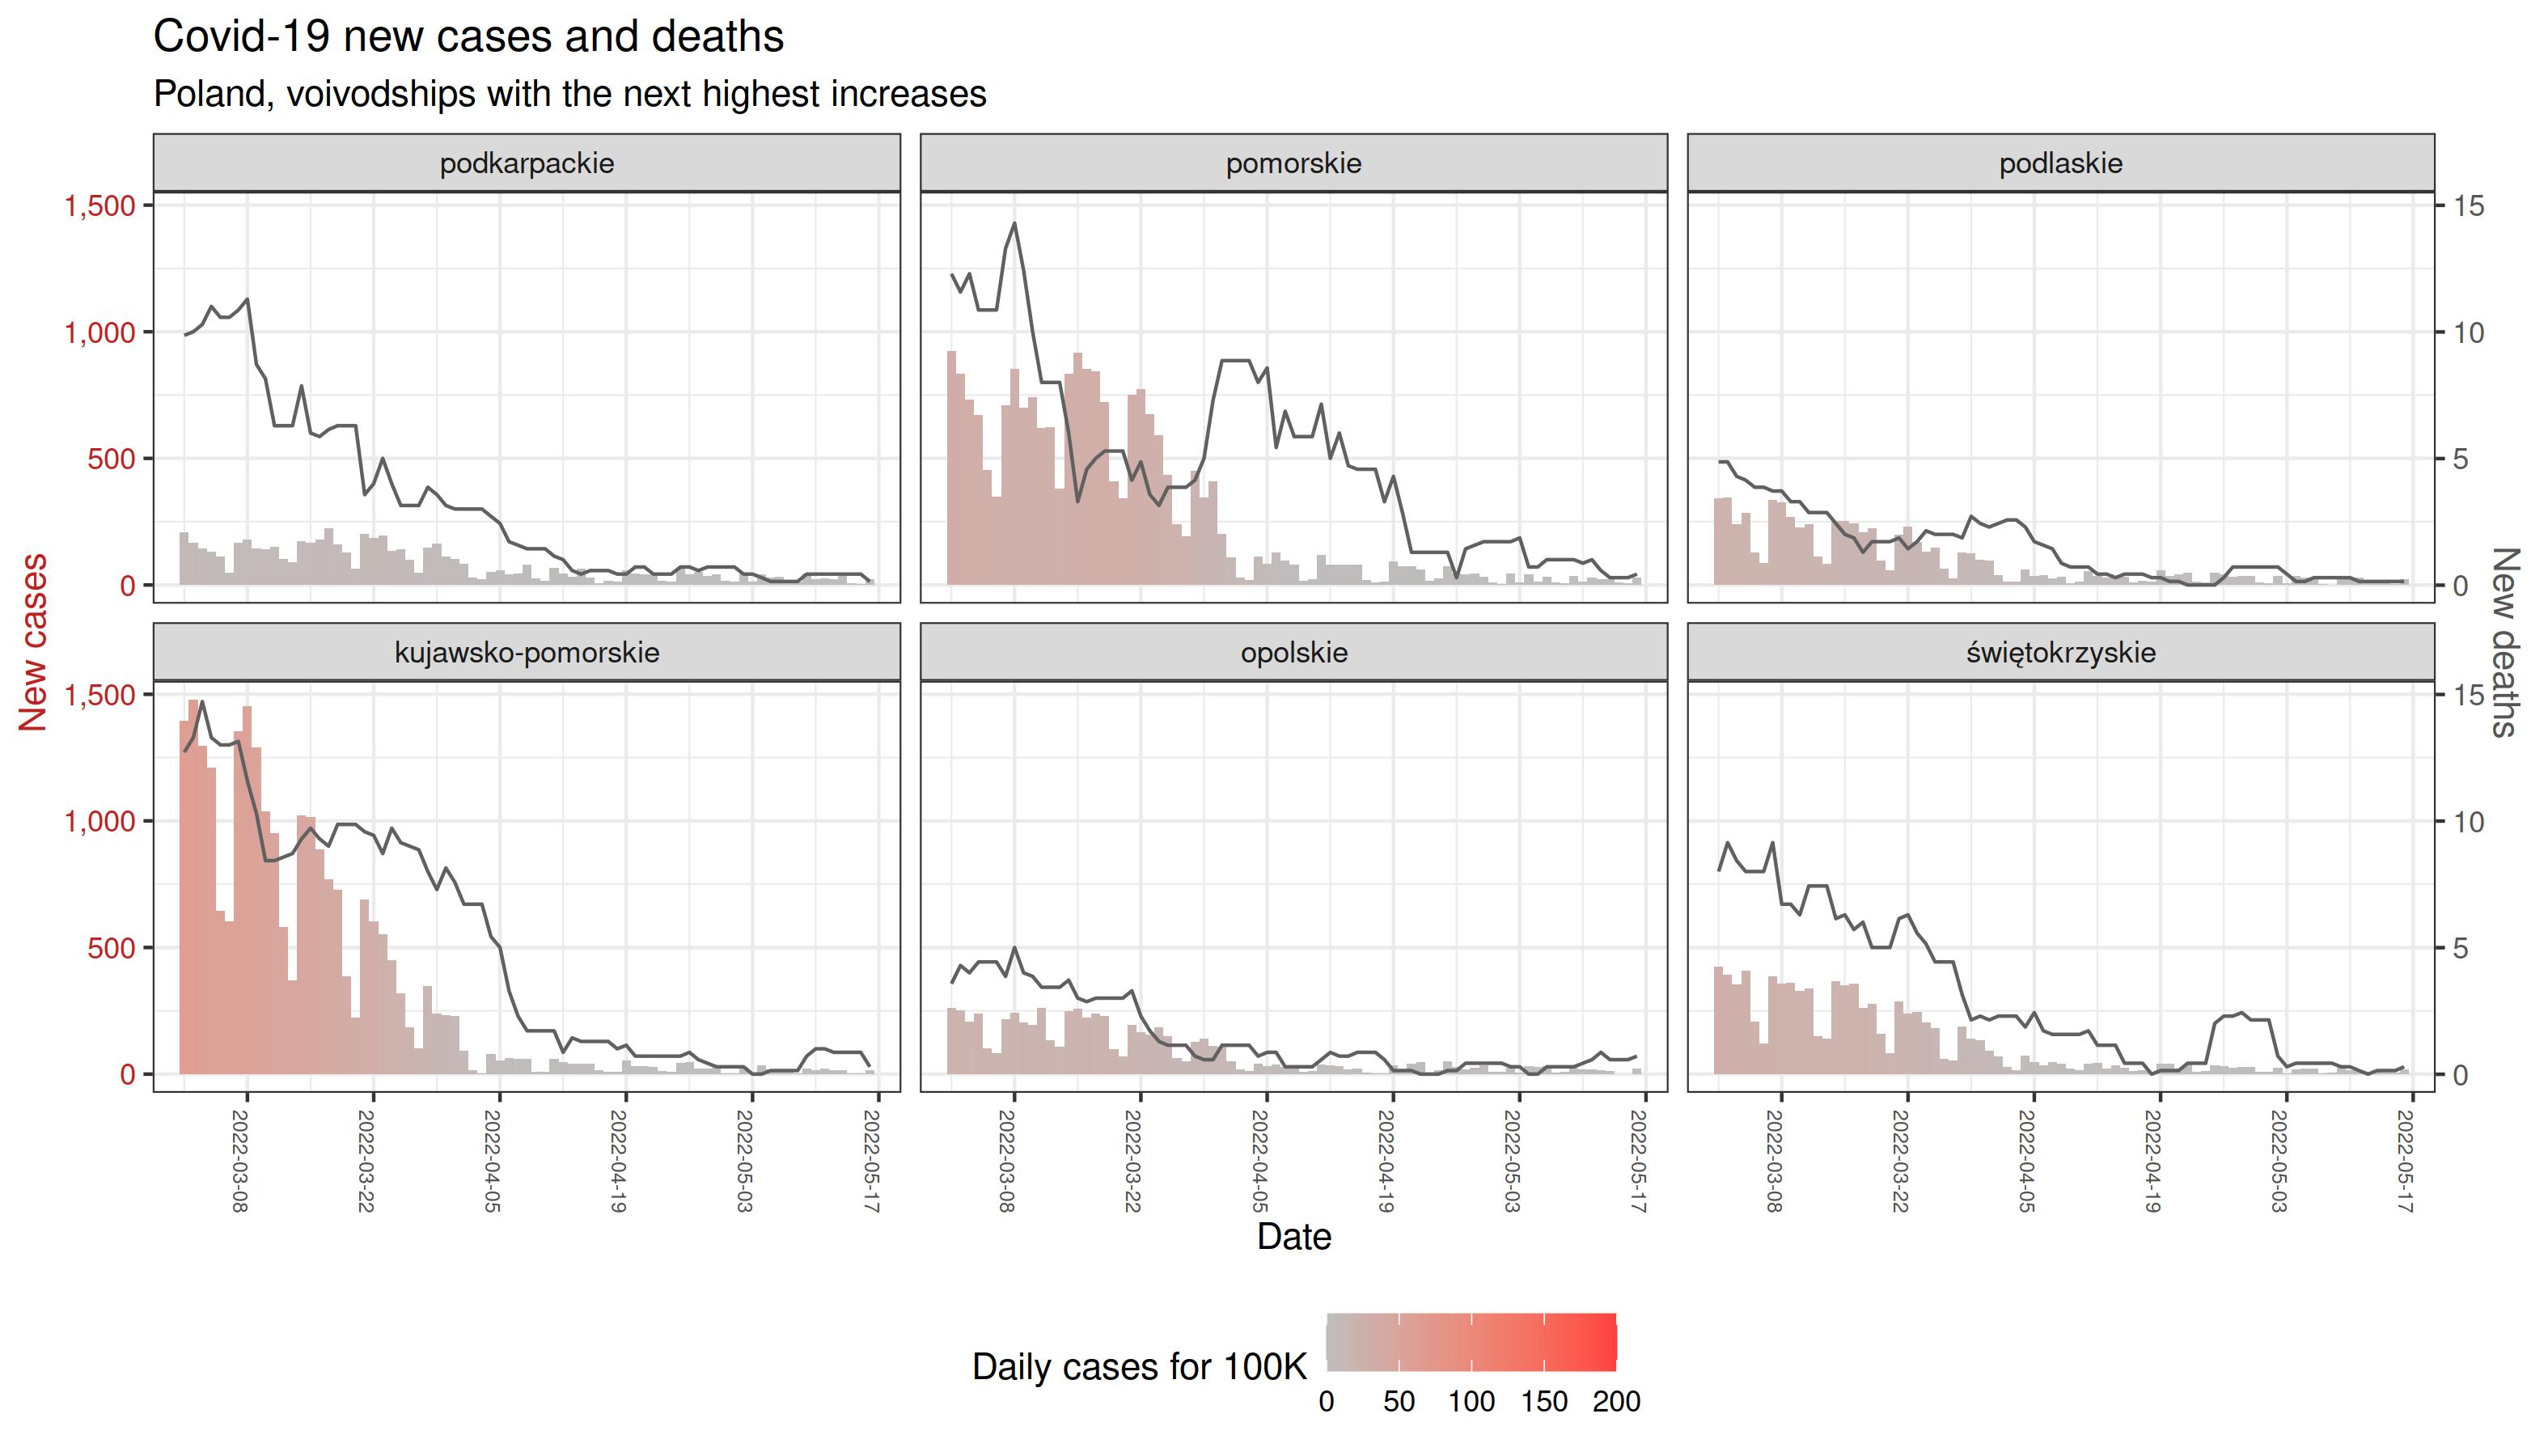 Covid-19 new cases and deaths
Poland, voivodships with the next highest increases
podkarpackie
pomorskie
podlaskie
1,500
1,000
500
0
15
10
5
0
New cases
New deaths
kujawsko-pomorskie
opolskie
świętokrzyskie
1,500
1,000
500
0
15
10
5
0
2022-03-08
2022-03-22
2022-04-05
2022-04-19
2022-05-03
2022-05-17
2022-03-08
2022-03-22
2022-04-05
2022-04-19
2022-05-03
2022-05-17
2022-03-08
2022-03-22
2022-04-05
2022-04-19
2022-05-03
2022-05-17
Date
Daily cases for 100K
0 50 100 150 200